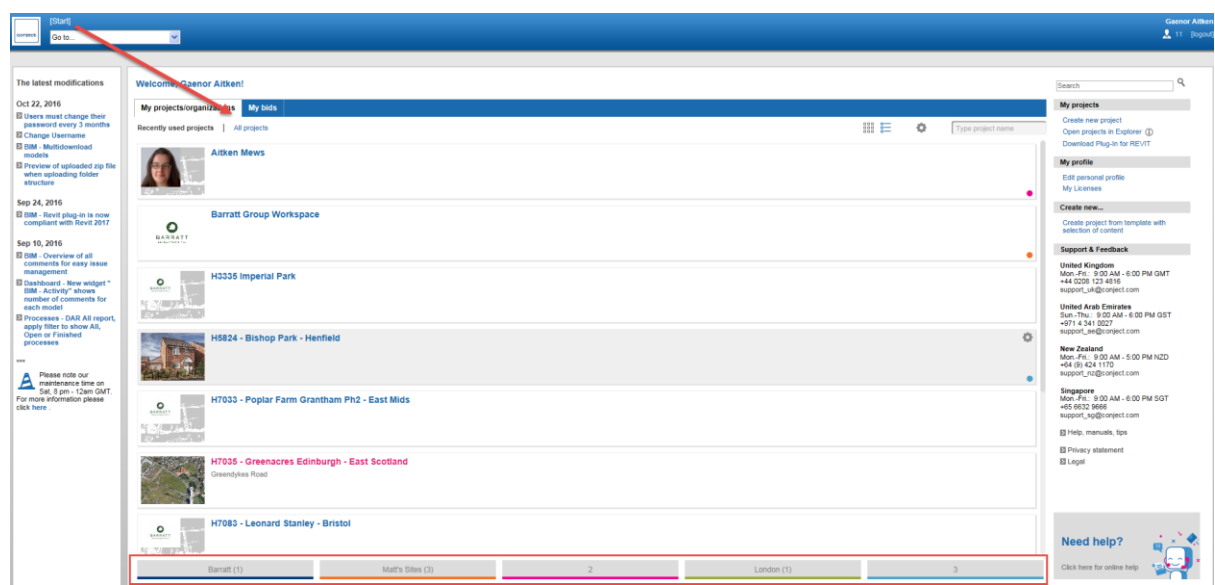 [Start]
Gaenor Aitken
conject
Go to...
11 [logout]
The latest modifications
Oct 22, 2016
Users must change their
password every 3 months
Change Username
BIM - Multidownload
models
Preview of uploaded zip file
when uploading folder
structure
Sep 24, 2016
BIM - Revit plug-in is now
compliant with Revit 2017
Sep 10, 2016
BIM - Overview of all
comments for easy issue
management
Dashboard - New widget "
BIM - Activity" shows
number of comments for
each model
Processes - DAR All report,
apply filter to show All,
Open or Finished
processes
***
Please note our
maintenance time on
Sat, 8 pm - 12am GMT.
For more information please
click here .
Welcome, Gaenor Aitken!
My projects/organizations My bids
Recently used projects | All projects
Type project name
Aitken Mews
Barratt Group Workspace
BARRATT
H3335 Imperial Park
BARRATT
H5824 - Bishop Park - Henfield
H7033 - Poplar Farm Grantham Ph2 - East Mids
BARRATT
H7035 - Greenacres Edinburgh - East Scotland
Greendykes Road
H7083 - Leonard Stanley - Bristol
BARRATT
Barratt (1) Matt's Sites (3) 2 London (1) 3
Search
My projects
Create new project
Open projects in Explorer
Download Plug-In for REVIT
My profile
Edit personal profile
My Licenses
Create new...
Create project from template with
selection of content
Support & Feedback
United Kingdom
Mon.-Fri.: 9:00 AM - 6:00 PM GMT
+44 0208 123 4816
support_uk@conject.com
United Arab Emirates
Sun.-Thu.: 9:00 AM - 6:00 PM GST
+971 4 341 0027
support_ae@conject.com
New Zealand
Mon.-Fri.: 9:00 AM - 5:00 PM NZD
+64 (9) 424 1170
support_nz@conject.com
Singapore
Mon.-Fri.: 9:00 AM - 6:00 PM SGT
+65 6632 9666
support_sg@conject.com
Help, manuals, tips
Privacy statement
Legal
Need help?
Click here for online help